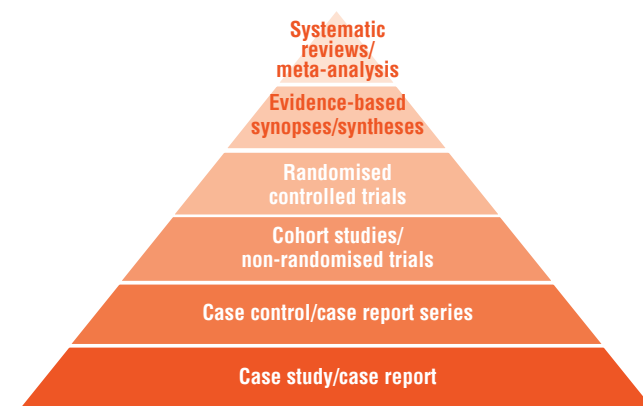 Systematic
reviews/
meta-analysis
Evidence-based
synopses/syntheses
Randomised
controlled trials
Cohort studies/
non-randomised trials
Case control/case report series
Case study/case report